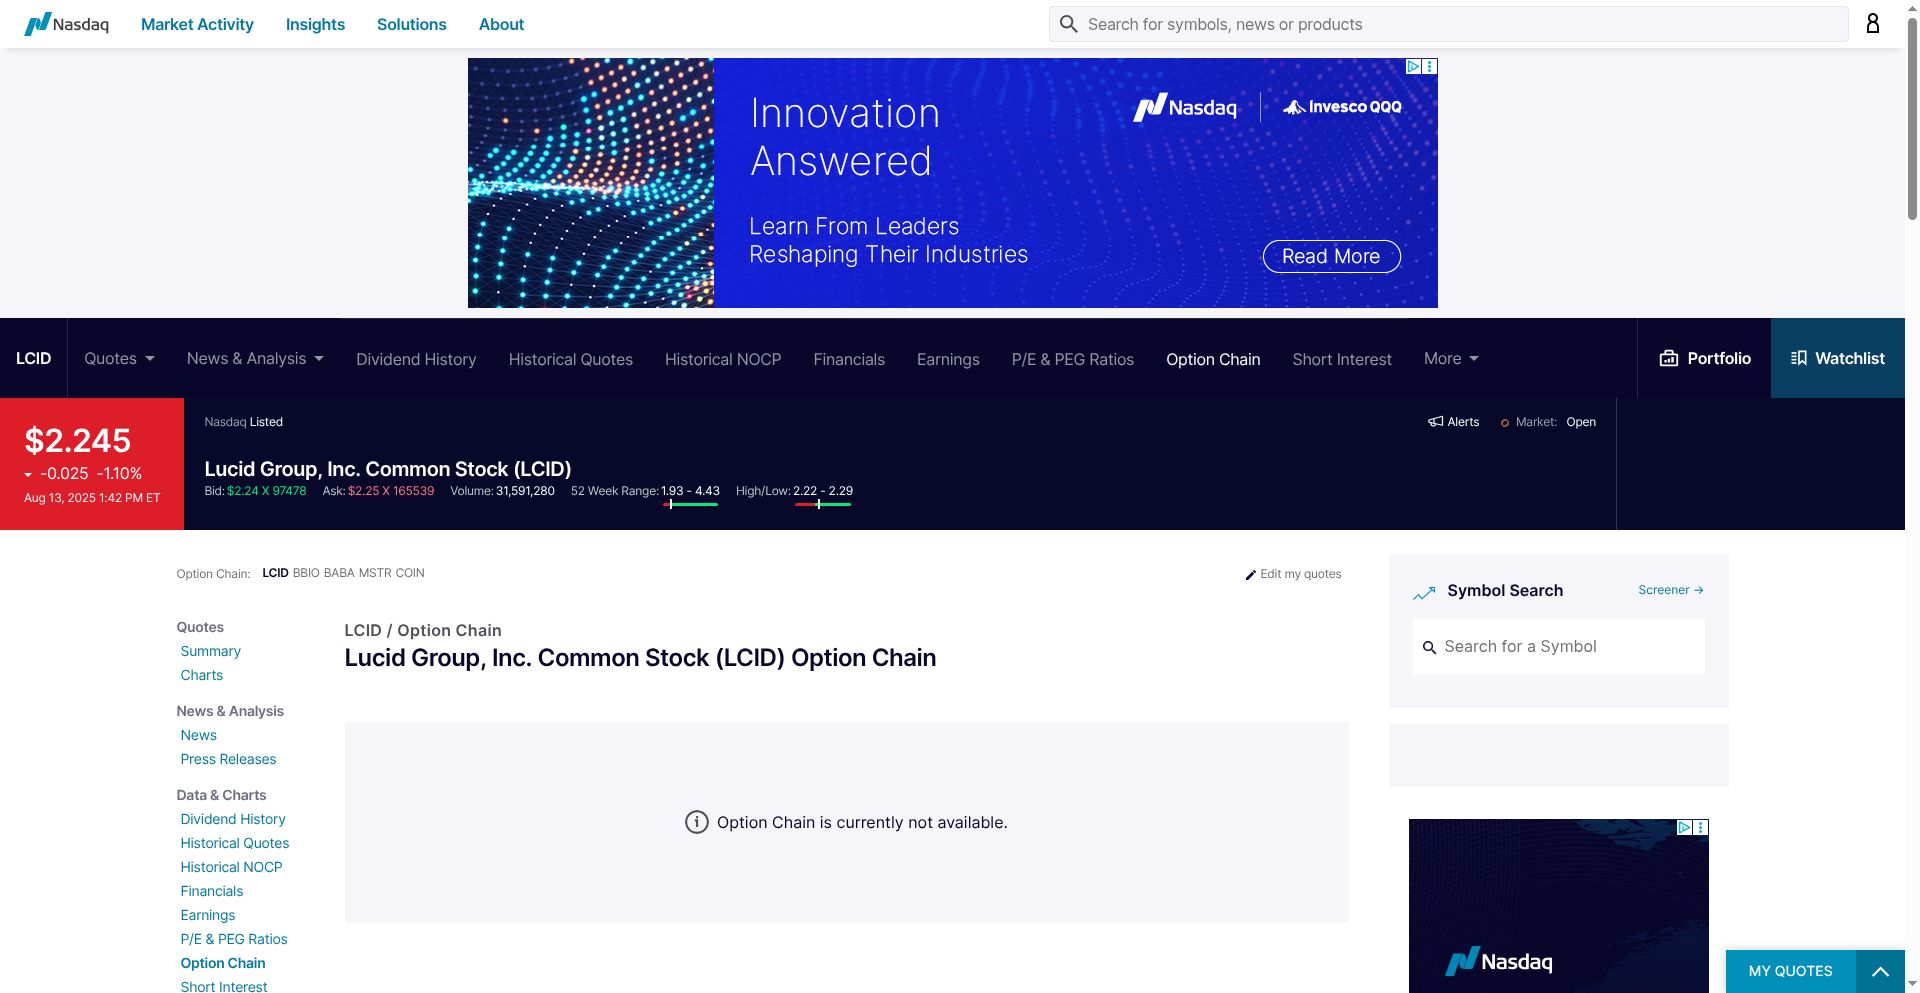 Nasdaq
Market Activity Insights Solutions About
Search for symbols, news or products
Innovation
Answered
Nasdaq Invesco QQQ
Learn From Leaders
Reshaping Their Industries
Read More
LCID Quotes News & Analysis Dividend History Historical Quotes Historical NOCP Financials Earnings P/E & PEG Ratios Option Chain Short Interest More Portfolio Watchlist
$2.245
-0.025 -1.10%
Aug 13, 2025 1:42 PM ET
Nasdaq Listed
Alerts Market: Open
Lucid Group, Inc. Common Stock (LCID)
Bid: $2.24 X 97478 Ask: $2.25 X 165539 Volume: 31,591,280 52 Week Range: 1.93 - 4.43 High/Low: 2.22 - 2.29
Option Chain: LCID BBIO BABA MSTR COIN
Edit my quotes
Quotes
Summary
Charts
News & Analysis
News
Press Releases
Data & Charts
Dividend History
Historical Quotes
Historical NOCP
Financials
Earnings
P/E & PEG Ratios
Option Chain
Short Interest
LCID / Option Chain
Lucid Group, Inc. Common Stock (LCID) Option Chain
Option Chain is currently not available.
Symbol Search
Screener →
Search for a Symbol
Nasdaq
MY QUOTES